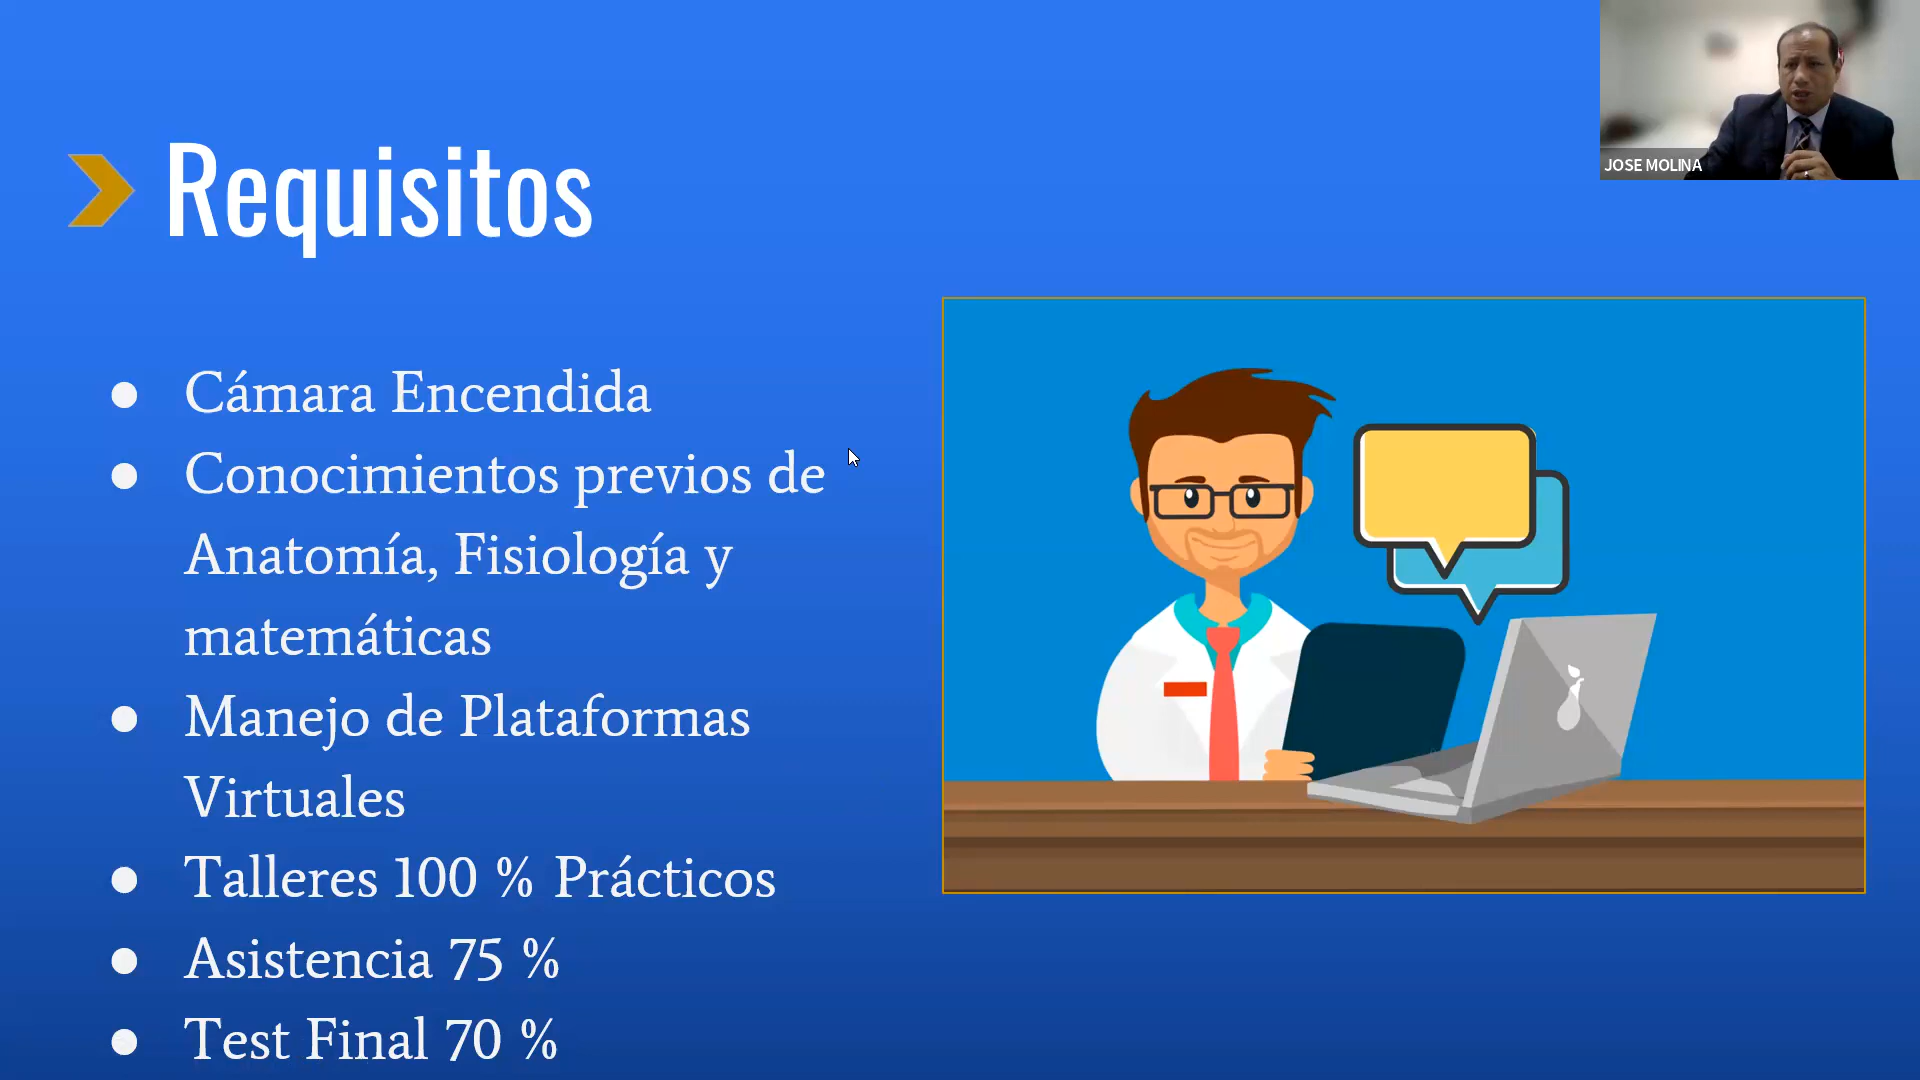 JOSE MOLINA
Requisitos
● Cámara Encendida
● Conocimientos previos de
Anatomía, Fisiología y
matemáticas
● Manejo de Plataformas
Virtuales
● Talleres 100 % Prácticos
● Asistencia 75 %
● Test Final 70 %